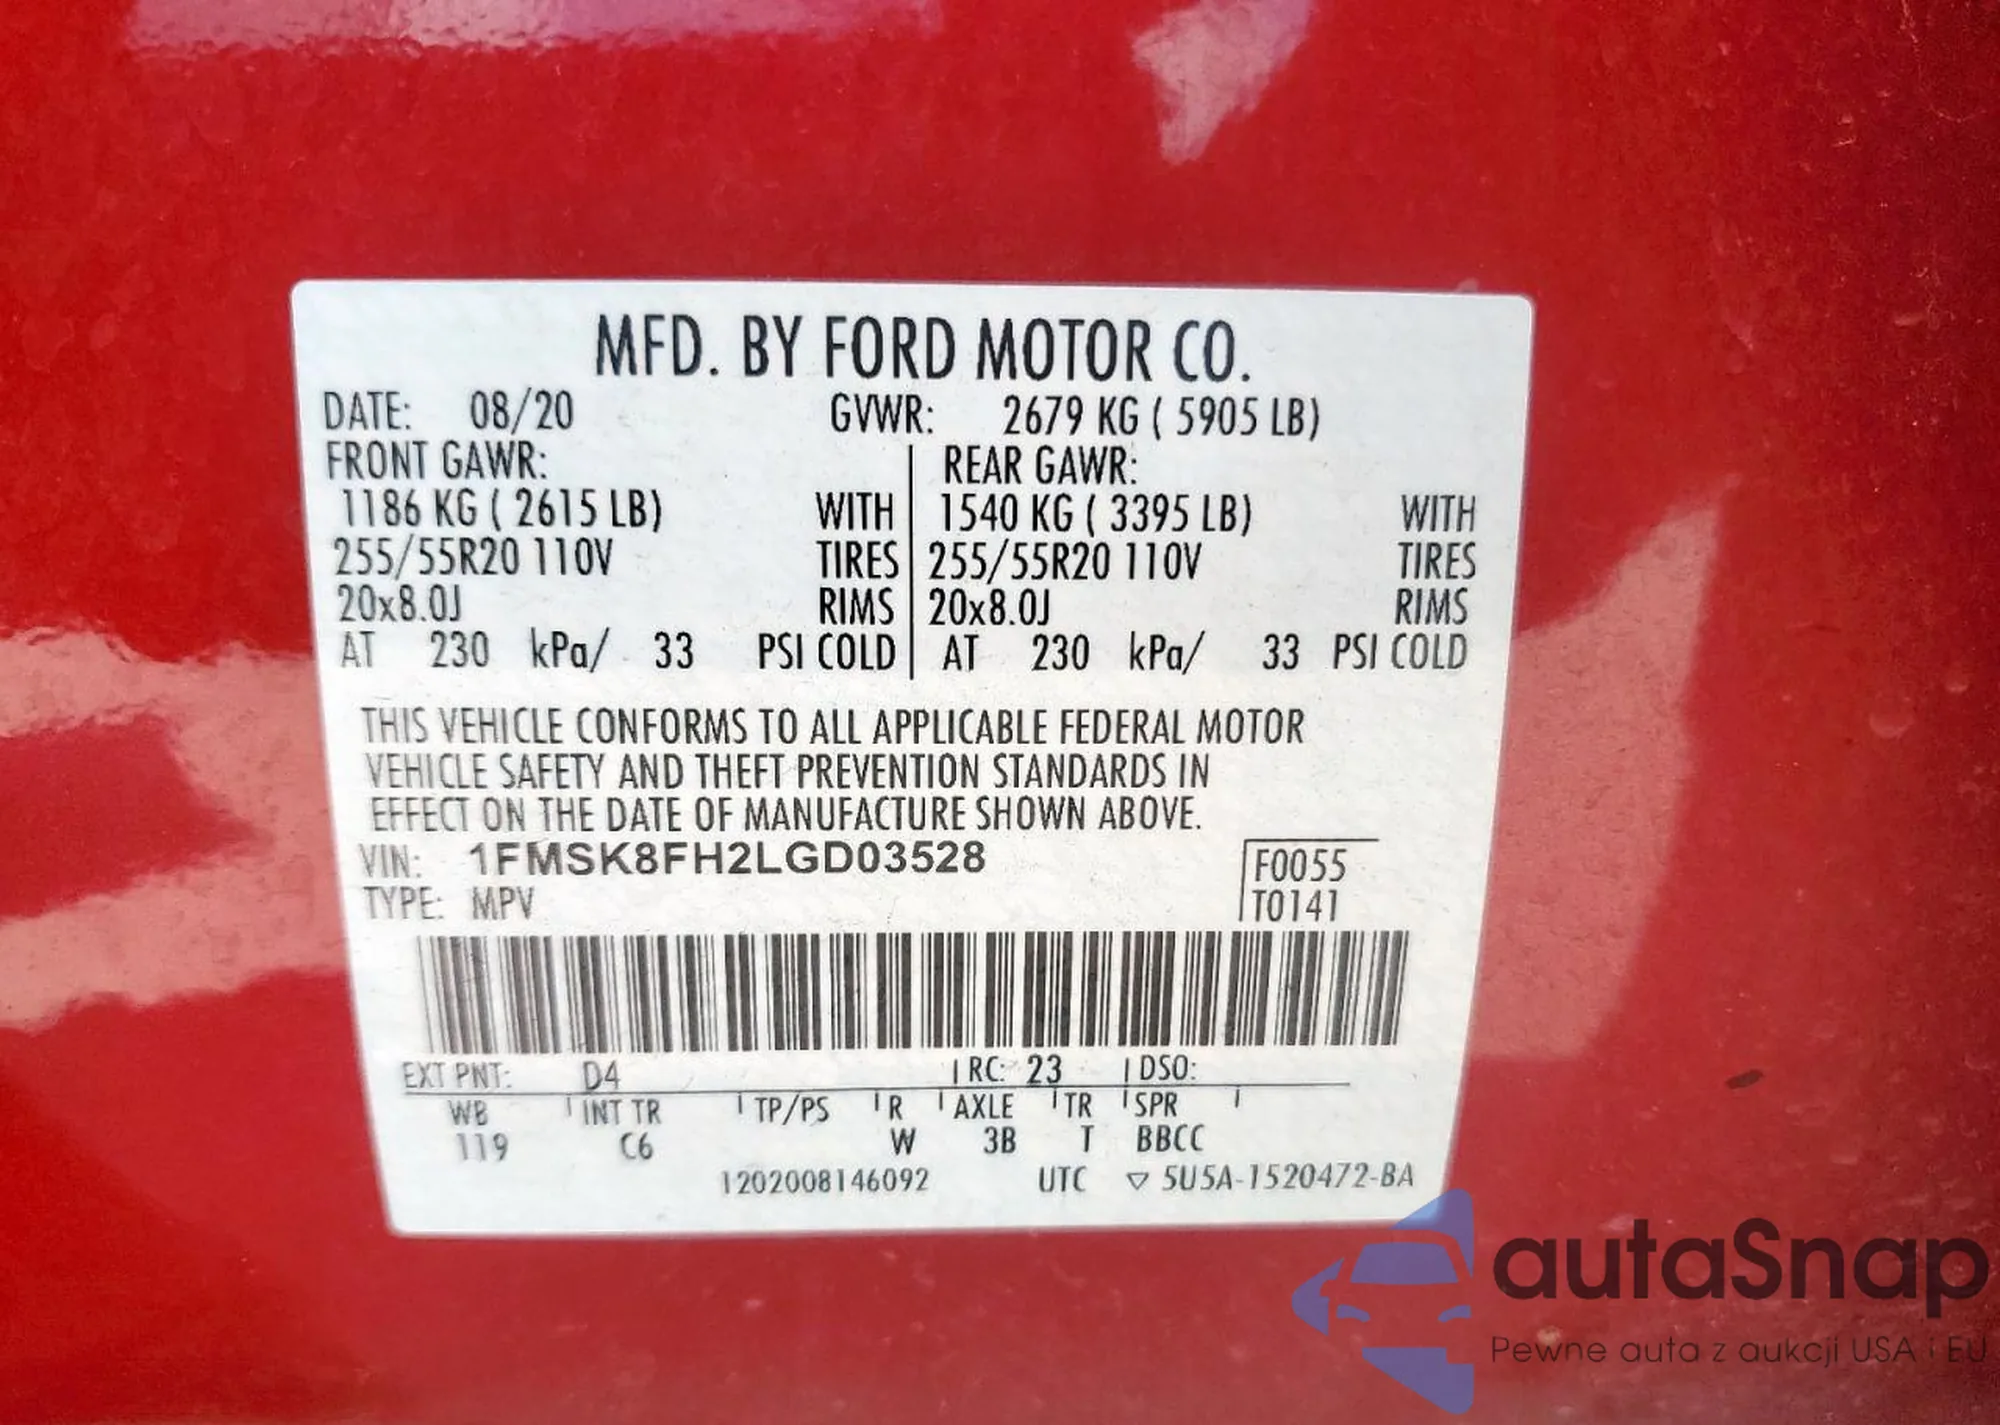 MFD. BY FORD MOTOR CO.
DATE: 08/20 GVWR: 2679 KG ( 5905 LB)
FRONT GAWR: REAR GAWR:
1186 KG ( 2615 LB) WITH 1540 KG ( 3395 LB) WITH
255/55R20 110V TIRES 255/55R20 110V TIRES
20x8.0J RIMS 20x8.0J RIMS
AT 230 kPa/ 33 PSI COLD AT 230 kPa/ 33 PSI COLD
THIS VEHICLE CONFORMS TO ALL APPLICABLE FEDERAL MOTOR
VEHICLE SAFETY AND THEFT PREVENTION STANDARDS IN
EFFECT ON THE DATE OF MANUFACTURE SHOWN ABOVE.
VIN: 1FMSK8FH2LGD03528 F0055
TYPE: MPV T0141
EXT PNT: D4 RC: 23 DSO:
WB INT TR TP/PS R AXLE TR SPR
119 C6 W 3B T BBCC
1202008146092 UTC ▽ 5U5A-1520472-BA
autaSnap
Pewne auta z aukcji USA i EU